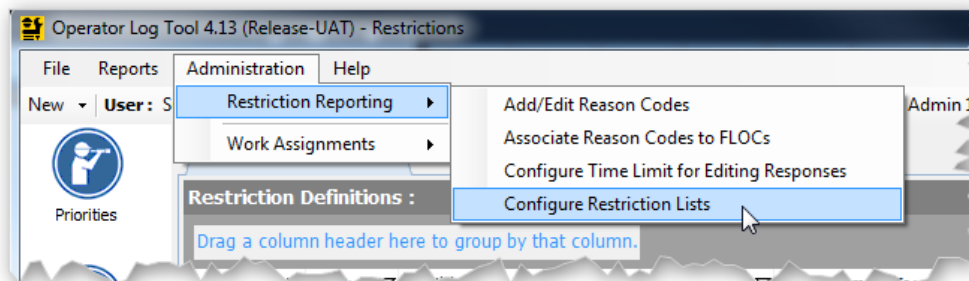 Operator Log Tool 4.13 (Release-UAT) - Restrictions
File Reports Administration Help
New User: S Admin 1
Restriction Reporting
Work Assignments
Add/Edit Reason Codes
Associate Reason Codes to FLOCs
Configure Time Limit for Editing Responses
Configure Restriction Lists
Priorities
Restriction Definitions :
Drag a column header here to group by that column.